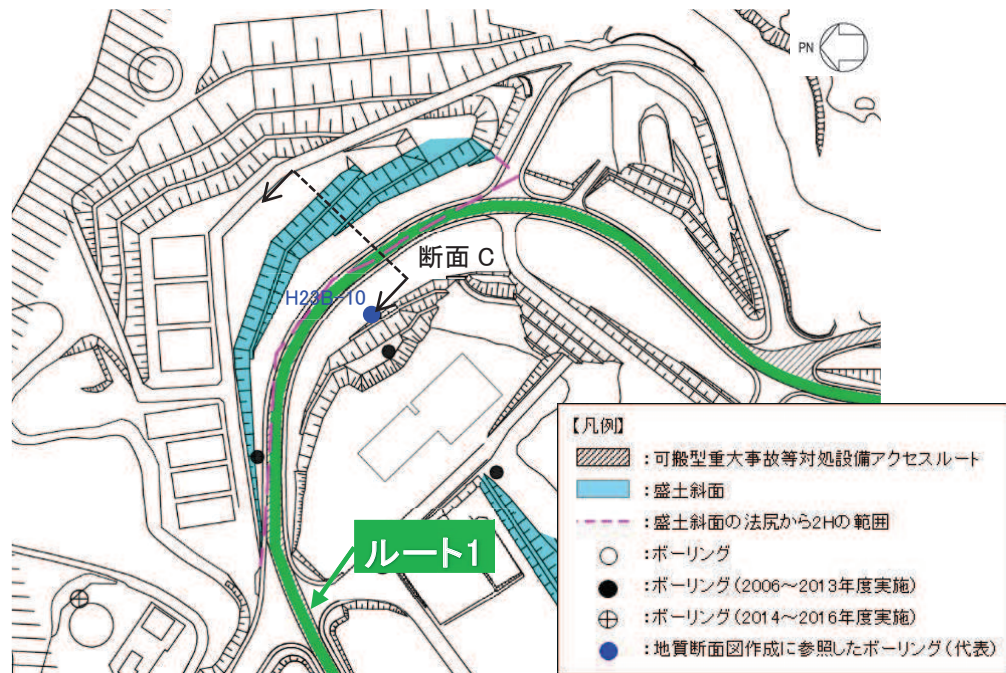 PN
断面 C
H23B-10
ルート1
【凡例】
:可搬型重大事故等対処設備アクセスルート
:盛土斜面
:盛土斜面の法尻から2Hの範囲
:ボーリング
:ボーリング(2006～2013年度実施)
:ボーリング(2014～2016年度実施)
:地質断面図作成に参照したボーリング(代表)